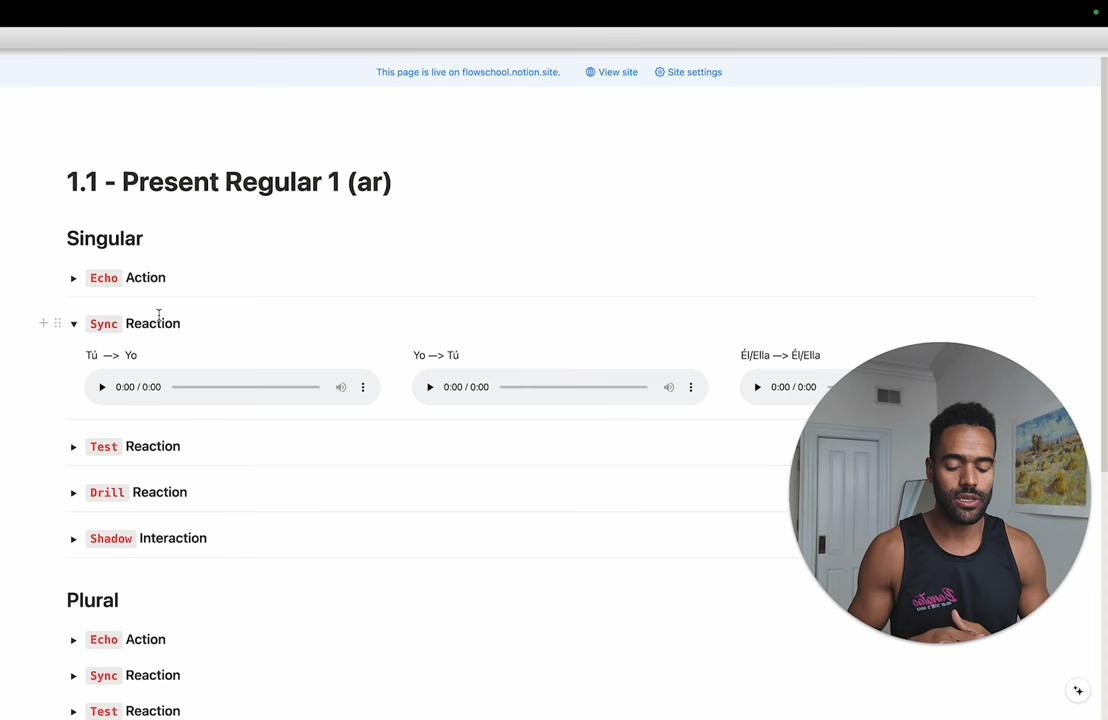 This page is live on flowschool.notion.site. View site Site settings
1.1 - Present Regular 1 (ar)
Singular
Echo Action
Sync Reaction
Tú —> Yo Yo —> Tú Él/Ella —> Él/Ella
0:00 / 0:00 0:00 / 0:00 0:00 / 0:00
Test Reaction
Drill Reaction
Shadow Interaction
Plural
Echo Action
Sync Reaction
Test Reaction